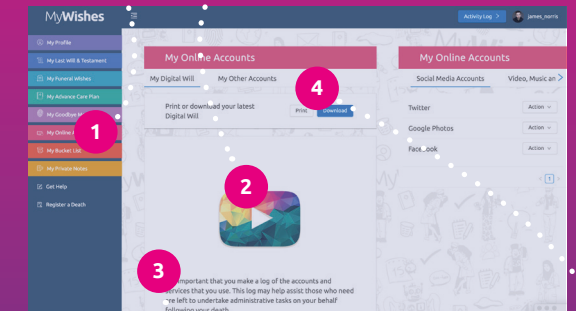 MyWishes
Activity Log >
james_norris
My Profile
My Last Will & Testament
My Funeral Wishes
My Advance Care Plan
My Goodbye
My Online
My Bucket List
My Private Notes
Get Help
Register a Death
1
My Online Accounts
My Digital Will
My Other Accounts
4
Print or download your latest
Digital Will
Print
Download
2
3
important that you make a log of the accounts and
services that you use. This log may help assist those who need
are left to undertake administrative tasks on your behalf
following your death
My Online Accounts
Social Media Accounts
Video, Music an
Twitter
Action
Google Photos
Action
Facebook
Action
1